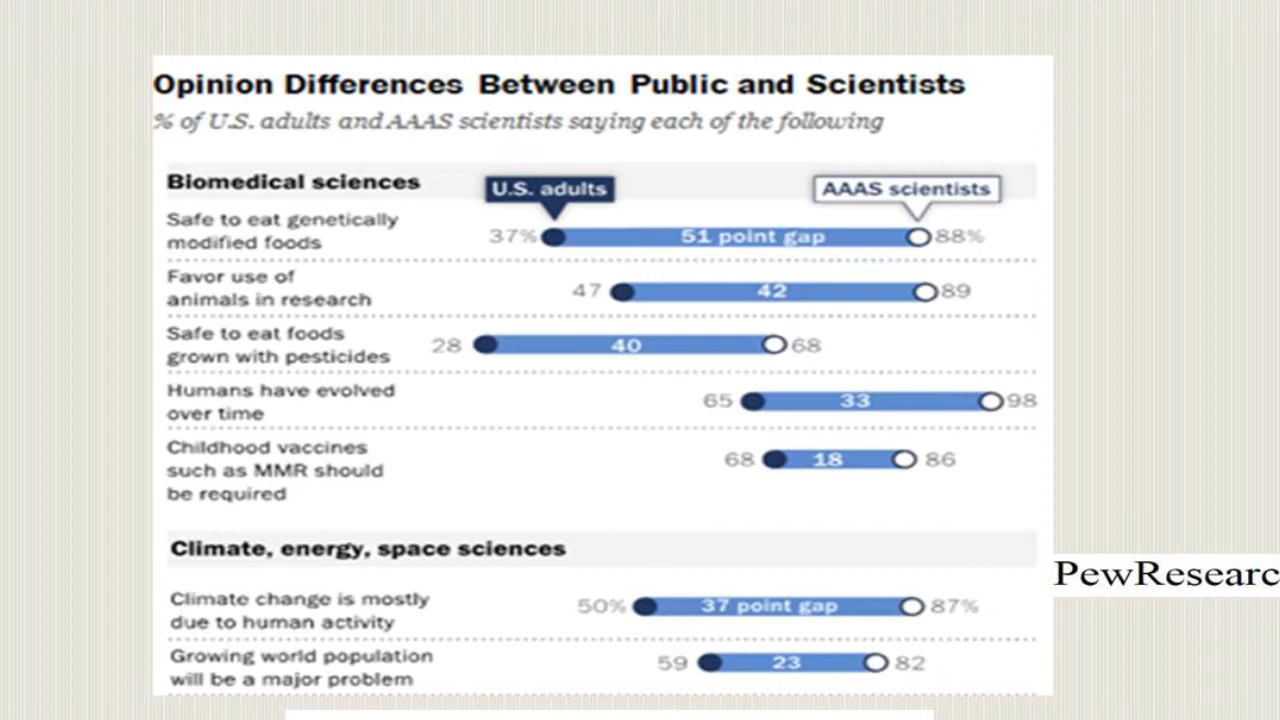 Opinion Differences Between Public and Scientists
% of U.S. adults and AAAS scientists saying each of the following
Biomedical sciences
U.S. adults
AAAS scientists
Safe to eat genetically
modified foods
37%
51 point gap
88%
Favor use of
animals in research
47
42
89
Safe to eat foods
grown with pesticides
28
40
68
Humans have evolved
over time
65
33
98
Childhood vaccines
such as MMR should
be required
68
18
86
Climate, energy, space sciences
PewResearc
Climate change is mostly
due to human activity
50%
37 point gap
87%
Growing world population
will be a major problem
59
23
82